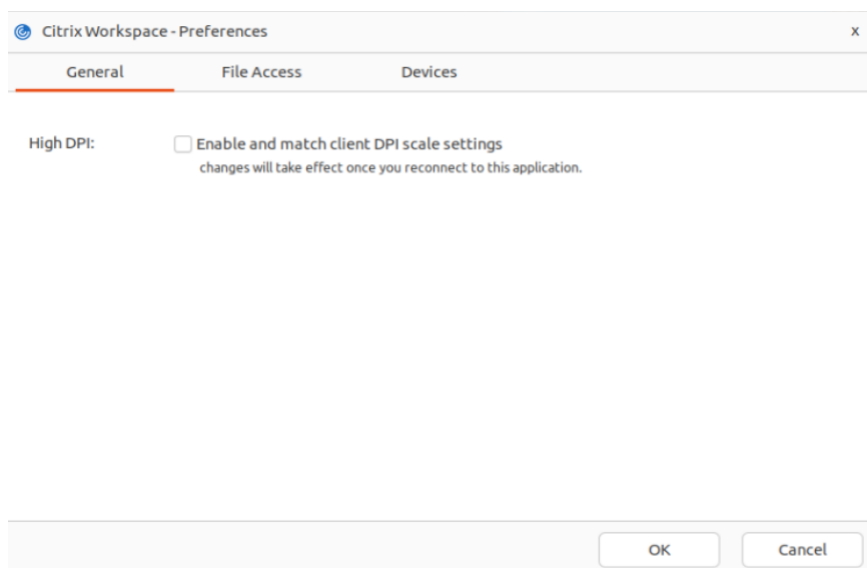 Citrix Workspace - Preferences x
General File Access Devices
High DPI: Enable and match client DPI scale settings
changes will take effect once you reconnect to this application.
OK Cancel